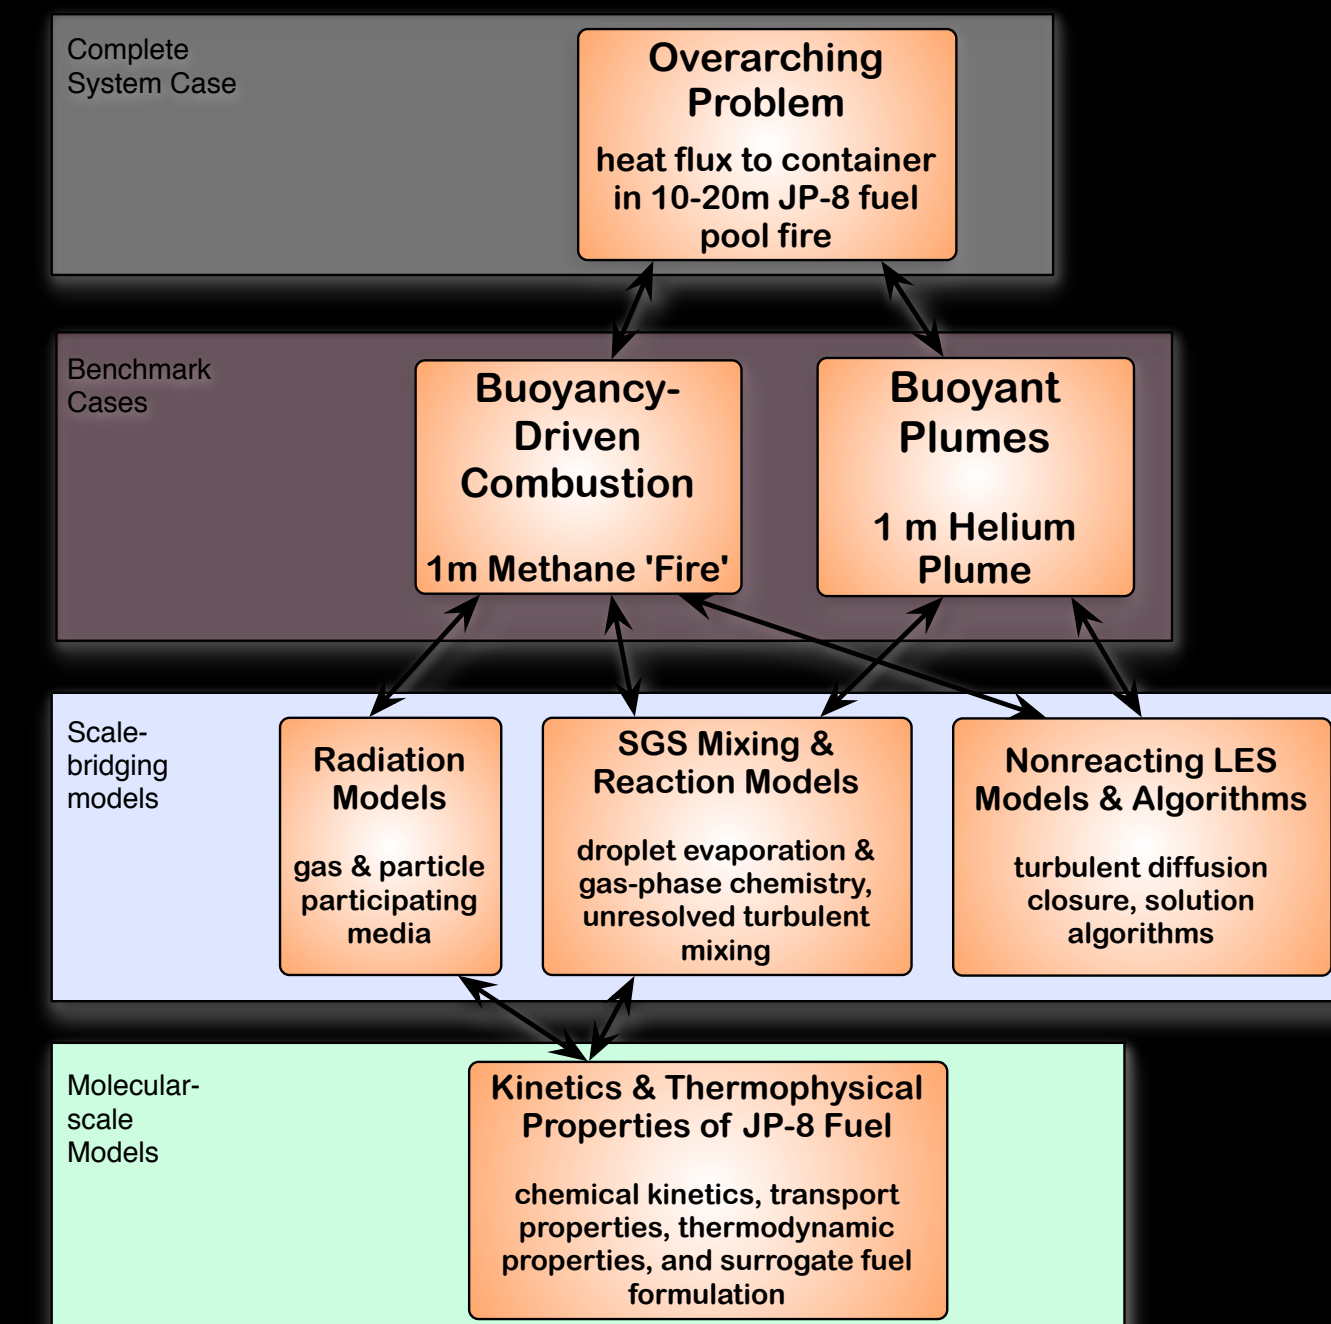 Complete
System Case
Overarching
Problem
heat flux to container
in 10-20m JP-8 fuel
pool fire
Benchmark
Cases
Buoyancy-
Driven
Combustion
1m Methane 'Fire'
Buoyant
Plumes
1 m Helium
Plume
Scale-
bridging
models
Radiation
Models
gas & particle
participating
media
SGS Mixing &
Reaction Models
droplet evaporation &
gas-phase chemistry,
unresolved turbulent
mixing
Nonreacting LES
Models & Algorithms
turbulent diffusion
closure, solution
algorithms
Molecular-
scale
Models
Kinetics & Thermophysical
Properties of JP-8 Fuel
chemical kinetics, transport
properties, thermodynamic
properties, and surrogate fuel
formulation